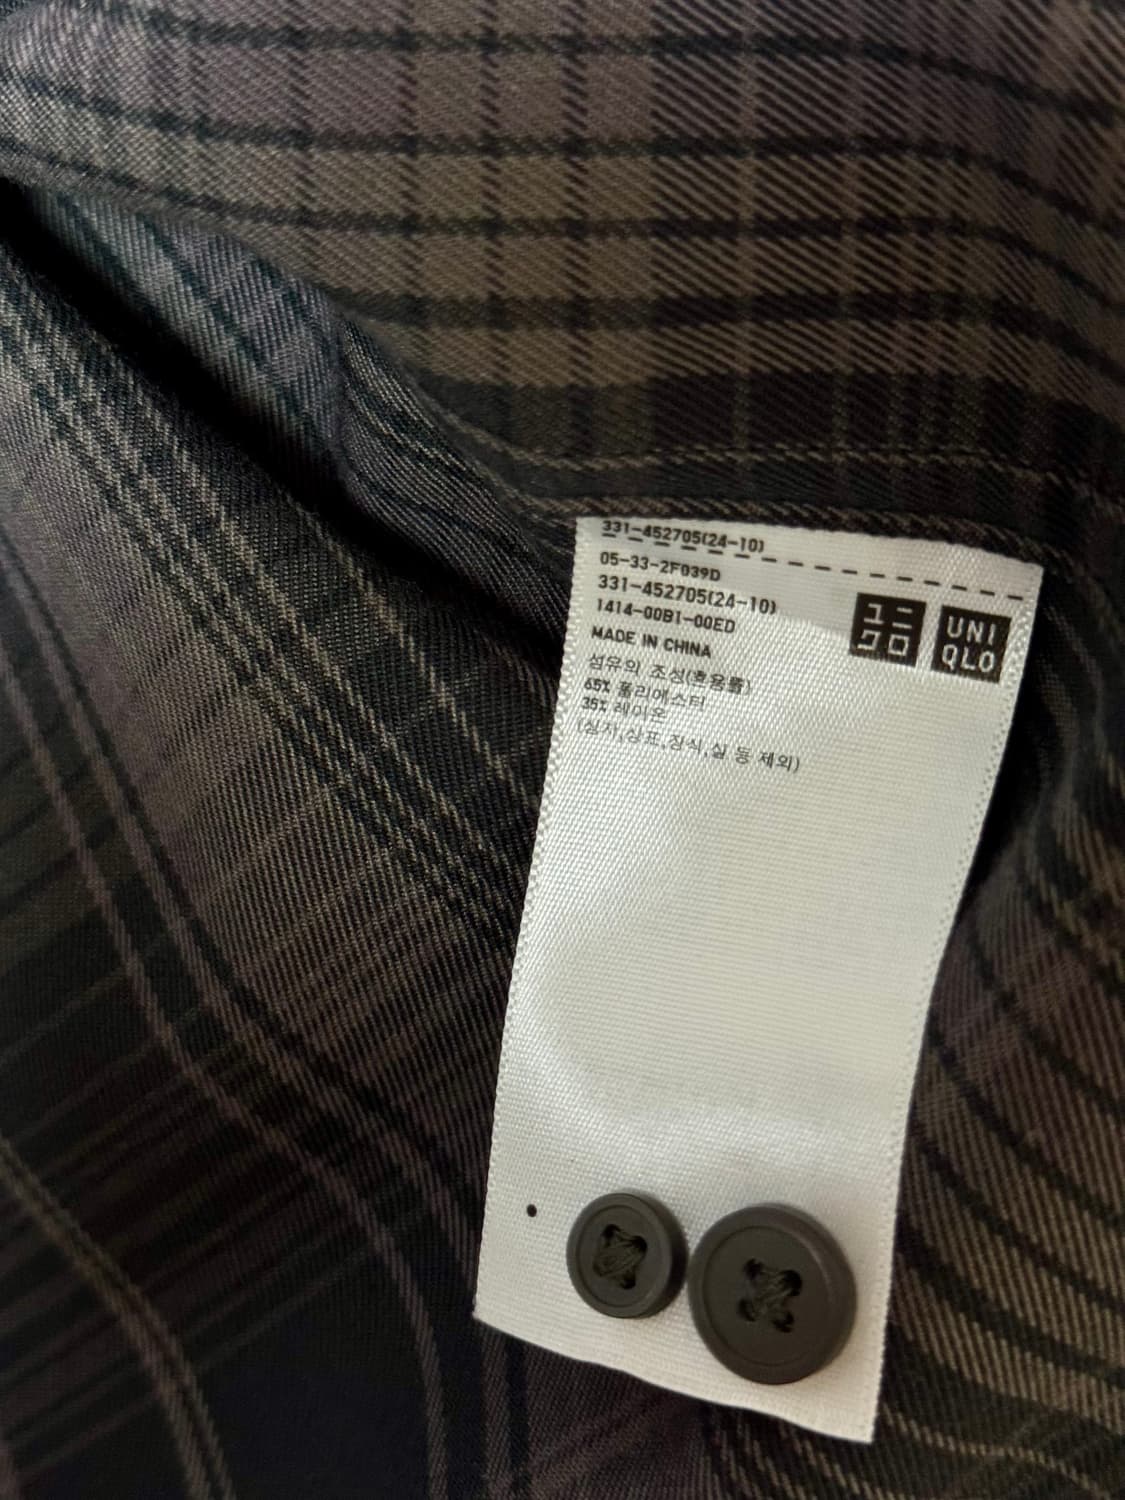 331-452705(24-10)
05-33-2F039D
331-452705(24-10)
1414-00B1-00ED
MADE IN CHINA
섬유의 조성(혼용률)
65% 폴리에스터
35% 레이온
(심지,상표,장식,실 등 제외)
ユニ
クロ
UNI
QLO